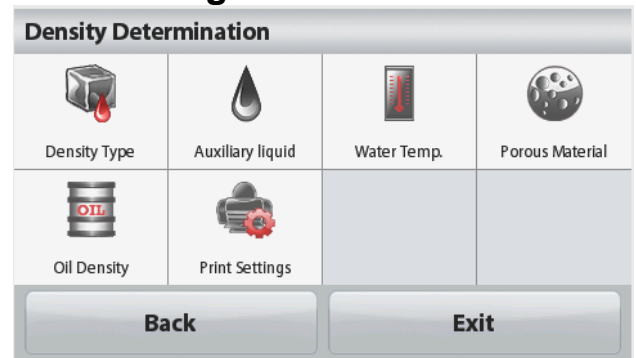 Density Determination
Density Type Auxiliary liquid Water Temp. Porous Material
OIL
Oil Density Print Settings
Back Exit